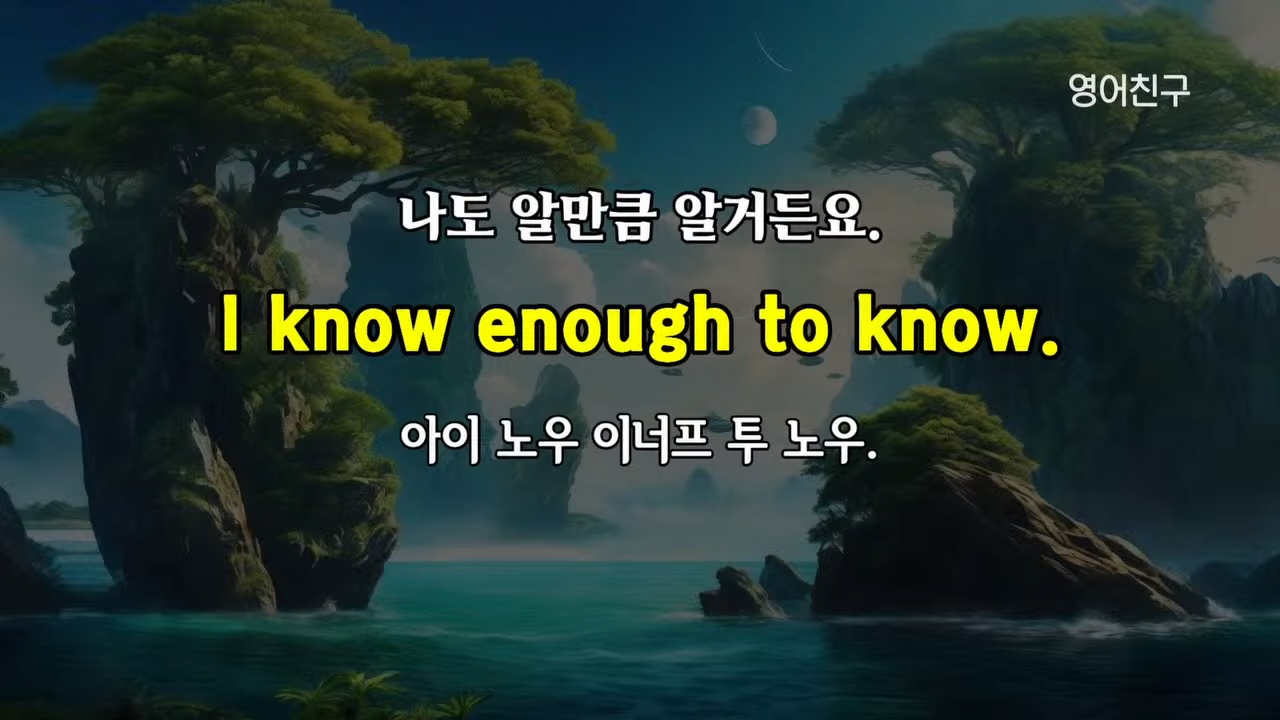 영어친구
나도 알만큼 알거든요.
I know enough to know.
아이 노우 이너프 투 노우.